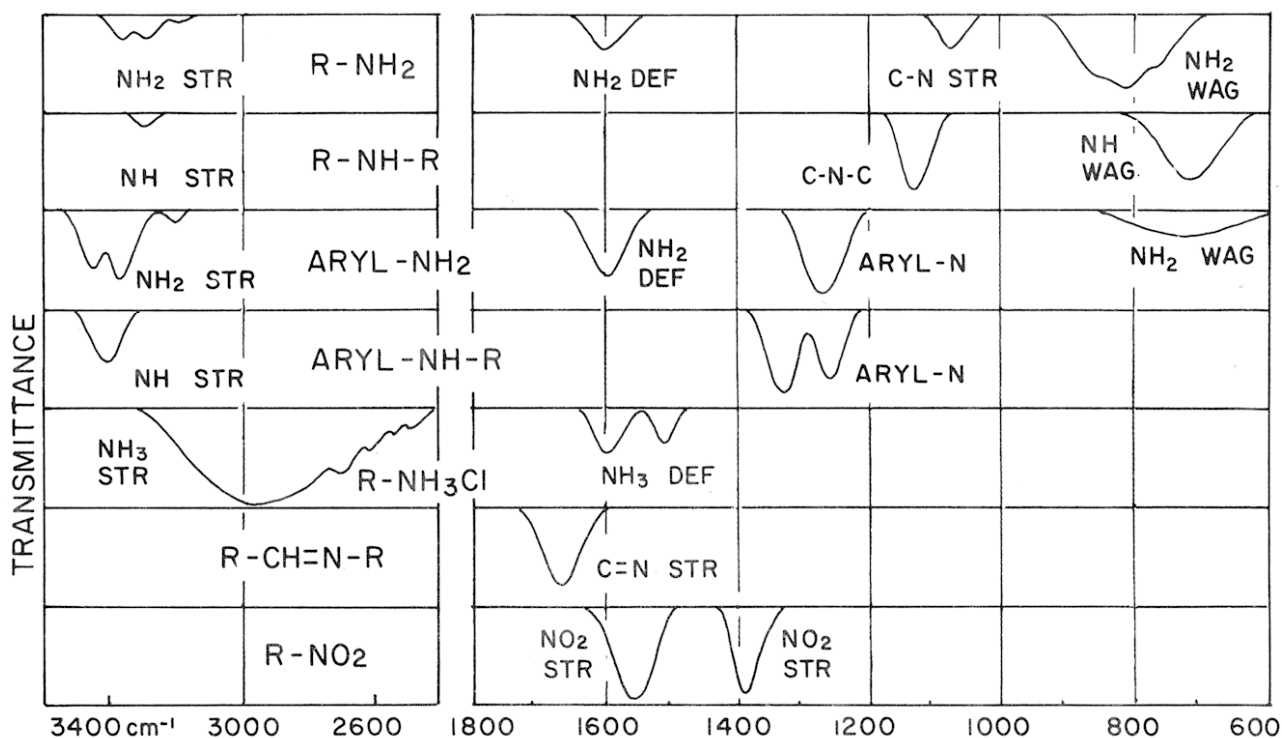 TRANSMITTANCE
NH₂ STR
R-NH₂
NH₂ DEF
C-N STR
NH₂
WAG
NH STR
R-NH-R
C-N-C
NH
WAG
NH₂ STR
ARYL-NH₂
NH₂
DEF
ARYL-N
NH₂ WAG
NH STR
ARYL-NH-R
ARYL-N
NH₃
STR
R-NH₃Cl
NH₃ DEF
R-CH=N-R
C=N STR
R-NO₂
NO₂
STR
NO₂
STR
3400 cm⁻¹ 3000 2600 1800 1600 1400 1200 1000 800 600